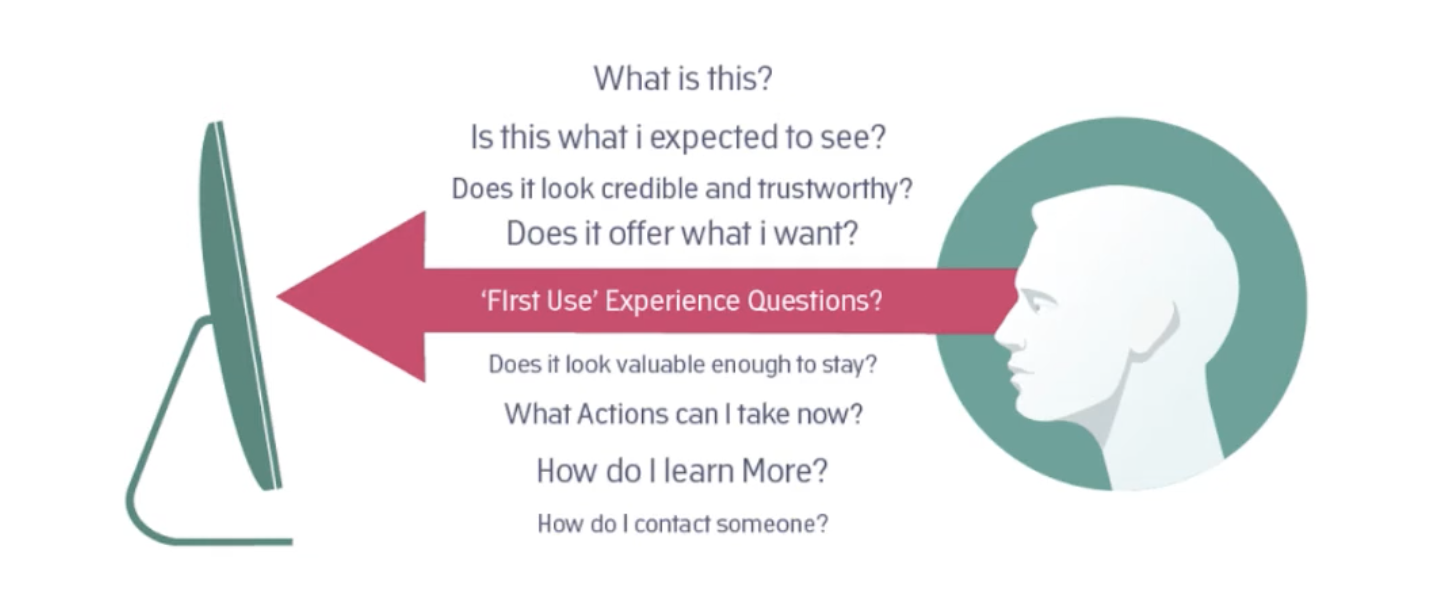 What is this?
Is this what i expected to see?
Does it look credible and trustworthy?
Does it offer what i want?
‘FIrst Use’ Experience Questions?
Does it look valuable enough to stay?
What Actions can I take now?
How do I learn More?
How do I contact someone?